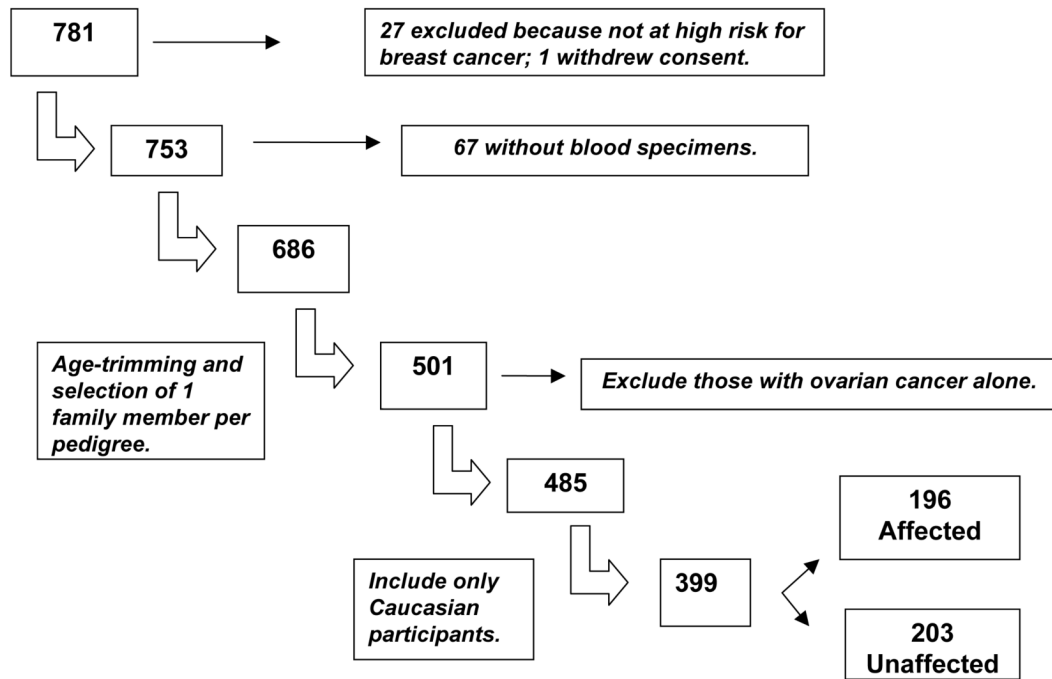 781
27 excluded because not at high risk for
breast cancer; 1 withdrew consent.
753
67 without blood specimens.
686
Age-trimming and
selection of 1
family member per
pedigree.
501
Exclude those with ovarian cancer alone.
485
196
Affected
Include only
Caucasian
participants.
399
203
Unaffected